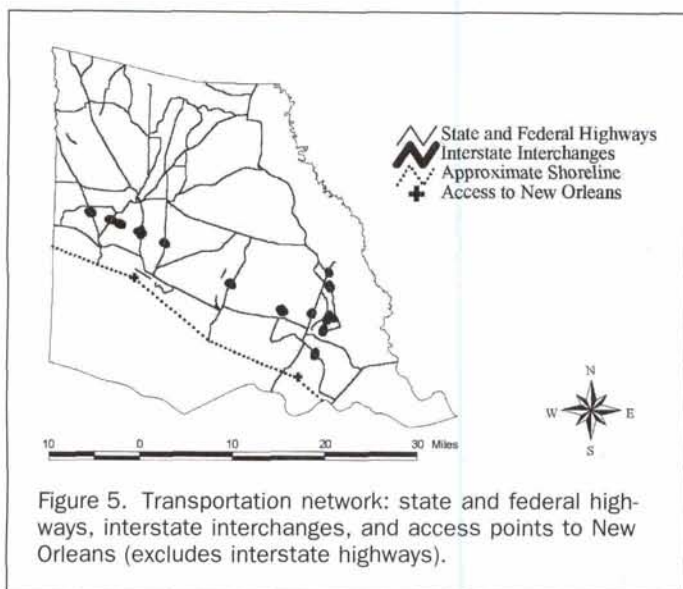 State and Federal Highways
Interstate Interchanges
Approximate Shoreline
Access to New Orleans
N
W E
S
10 0 10 20 30 Miles
Figure 5. Transportation network: state and federal high-
ways, interstate interchanges, and access points to New
Orleans (excludes interstate highways).